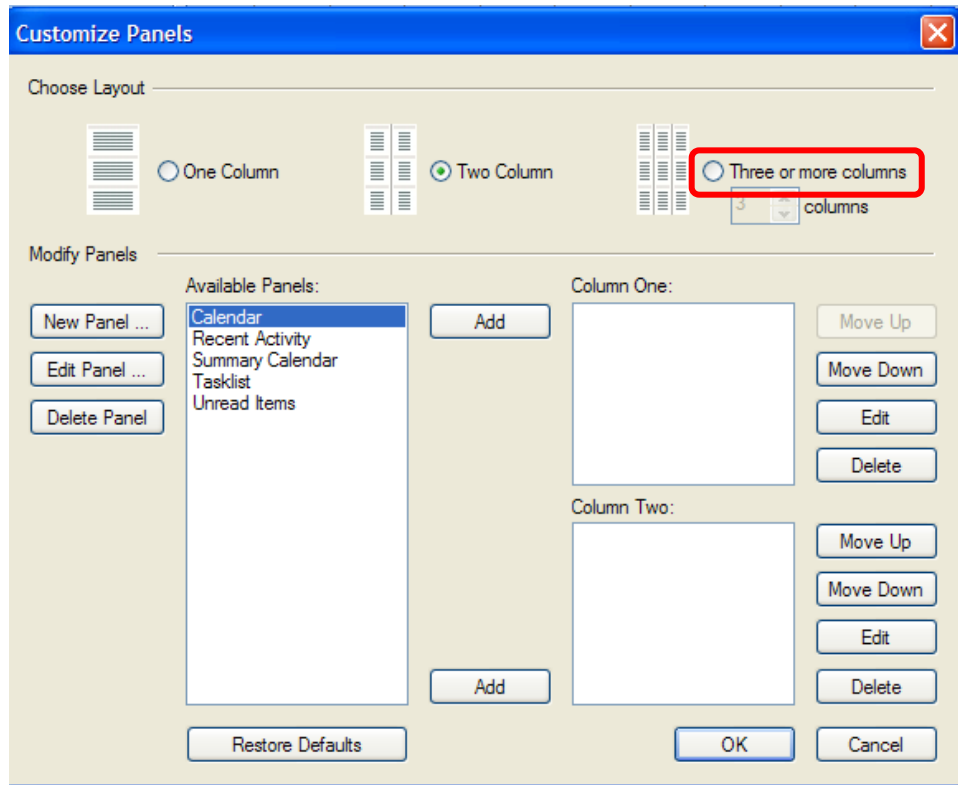 Customize Panels
Choose Layout
One Column
Two Column
Three or more columns
3 columns
Modify Panels
Available Panels:
Column One:
New Panel ...
Edit Panel ...
Delete Panel
Calendar
Recent Activity
Summary Calendar
Tasklist
Unread Items
Add
Move Up
Move Down
Edit
Delete
Column Two:
Move Up
Move Down
Edit
Add
Delete
Restore Defaults
OK
Cancel